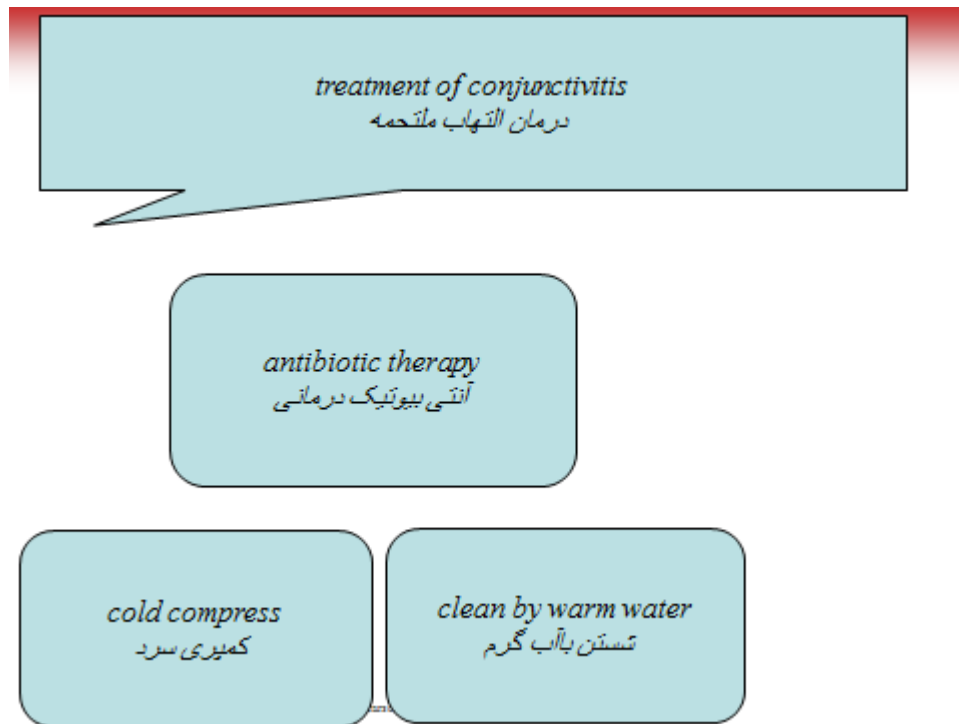 treatment of conjunctivitis
درمان التهاب ملتحمه
antibiotic therapy
آنتی بیوتیک درمانی
cold compress
کمپری سرد
clean by warm water
شستن باآب گرم